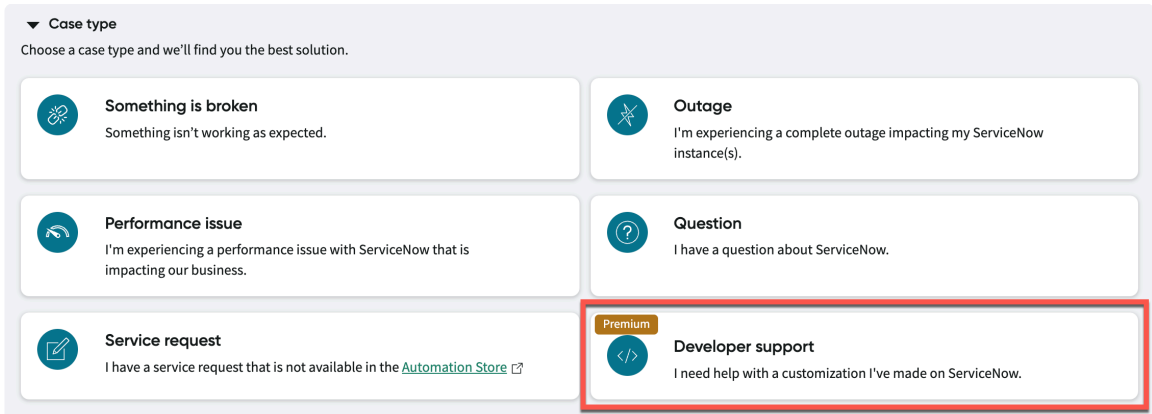 Case type
Choose a case type and we’ll find you the best solution.
Something is broken
Something isn’t working as expected.
Outage
I'm experiencing a complete outage impacting my ServiceNow
instance(s).
Performance issue
I'm experiencing a performance issue with ServiceNow that is
impacting our business.
Question
I have a question about ServiceNow.
Service request
I have a service request that is not available in the Automation Store
Premium
Developer support
I need help with a customization I've made on ServiceNow.